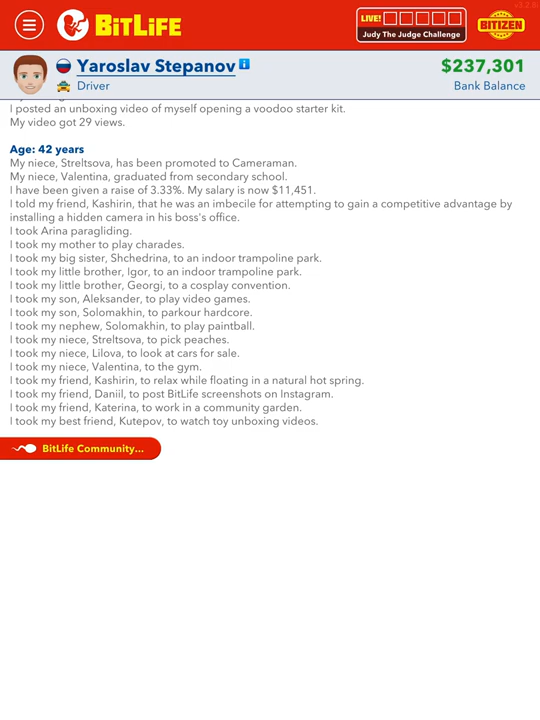 v3.2.8
BITLIFE
LIVE!
Judy The Judge Challenge
BITIZEN
Yaroslav Stepanov
$237,301
Driver
Bank Balance
I posted an unboxing video of myself opening a voodoo starter kit.
My video got 29 views.
Age: 42 years
My niece, Streltsova, has been promoted to Cameraman.
My niece, Valentina, graduated from secondary school.
I have been given a raise of 3.33%. My salary is now $11,451.
I told my friend, Kashirin, that he was an imbecile for attempting to gain a competitive advantage by
installing a hidden camera in his boss's office.
I took Arina paragliding.
I took my mother to play charades.
I took my big sister, Shchedrina, to an indoor trampoline park.
I took my little brother, Igor, to an indoor trampoline park.
I took my little brother, Georgi, to a cosplay convention.
I took my son, Aleksander, to play video games.
I took my son, Solomakhin, to parkour hardcore.
I took my nephew, Solomakhin, to play paintball.
I took my niece, Streltsova, to pick peaches.
I took my niece, Lilova, to look at cars for sale.
I took my niece, Valentina, to the gym.
I took my friend, Kashirin, to relax while floating in a natural hot spring.
I took my friend, Daniil, to post BitLife screenshots on Instagram.
I took my friend, Katerina, to work in a community garden.
I took my best friend, Kutepov, to watch toy unboxing videos.
BitLife Community...